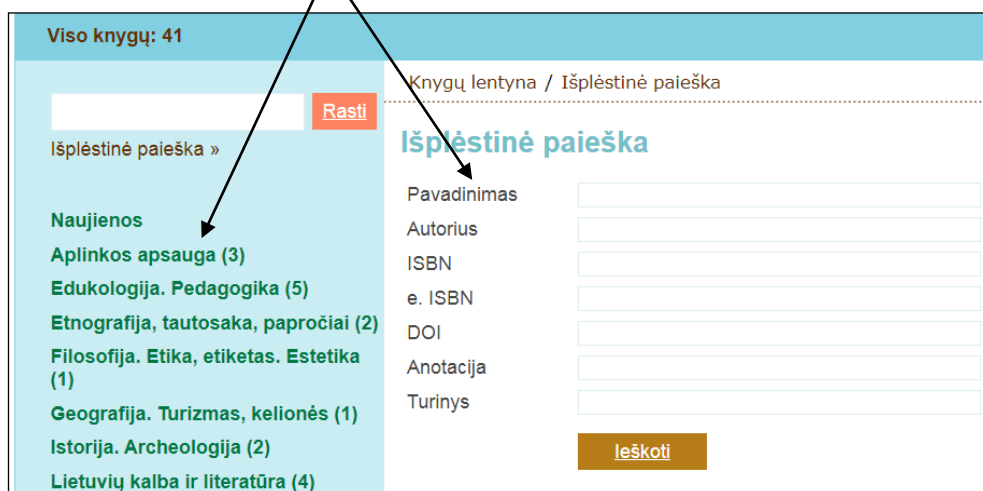 Viso knygų: 41
Rasti
Išplėstinė paieška »
Naujienos
Aplinkos apsauga (3)
Edukologija. Pedagogika (5)
Etnografija, tautosaka, papročiai (2)
Filosofija. Etika, etiketas. Estetika
(1)
Geografija. Turizmas, kelionės (1)
Istorija. Archeologija (2)
Lietuvių kalba ir literatūra (4)
Knygų lentyna / Išplėstinė paieška
Išplėstinė paieška
Pavadinimas
Autorius
ISBN
e. ISBN
DOI
Anotacija
Turinys
Ieškoti